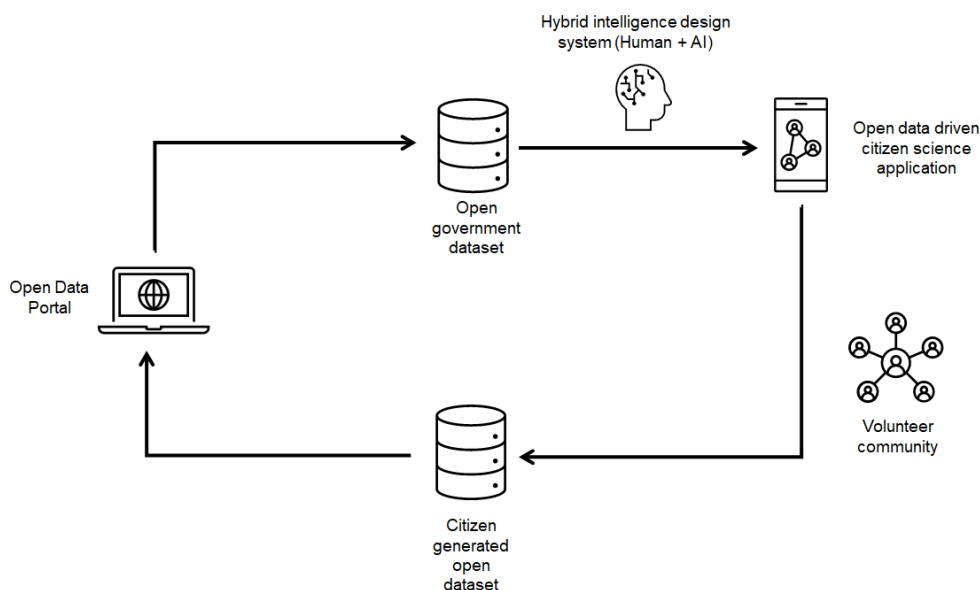 Hybrid intelligence design
system (Human + AI)
Open data driven
citizen science
application
Open
government
dataset
Open Data
Portal
Volunteer
community
Citizen
generated
open
dataset